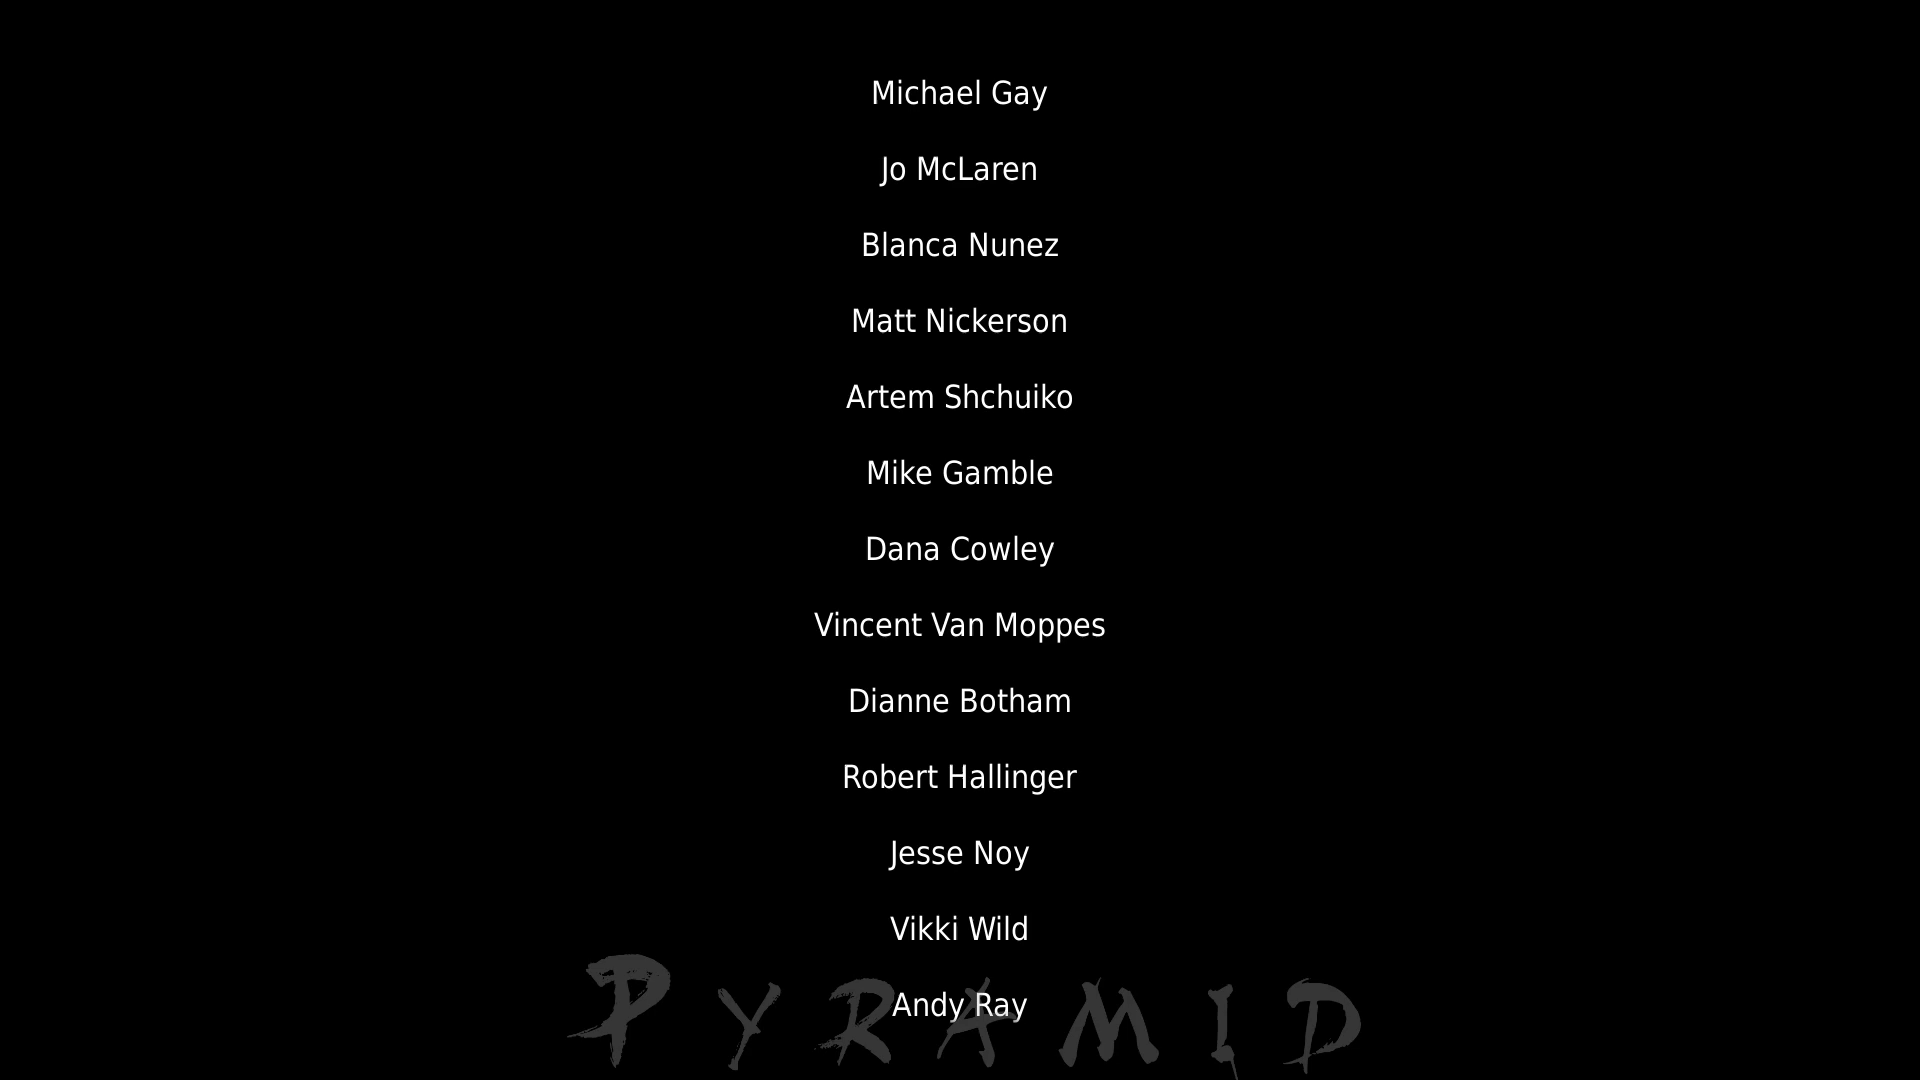 Michael Gay
Jo McLaren
Blanca Nunez
Matt Nickerson
Artem Shchuiko
Mike Gamble
Dana Cowley
Vincent Van Moppes
Dianne Botham
Robert Hallinger
Jesse Noy
Vikki Wild
Andy Ray
PYRAMID